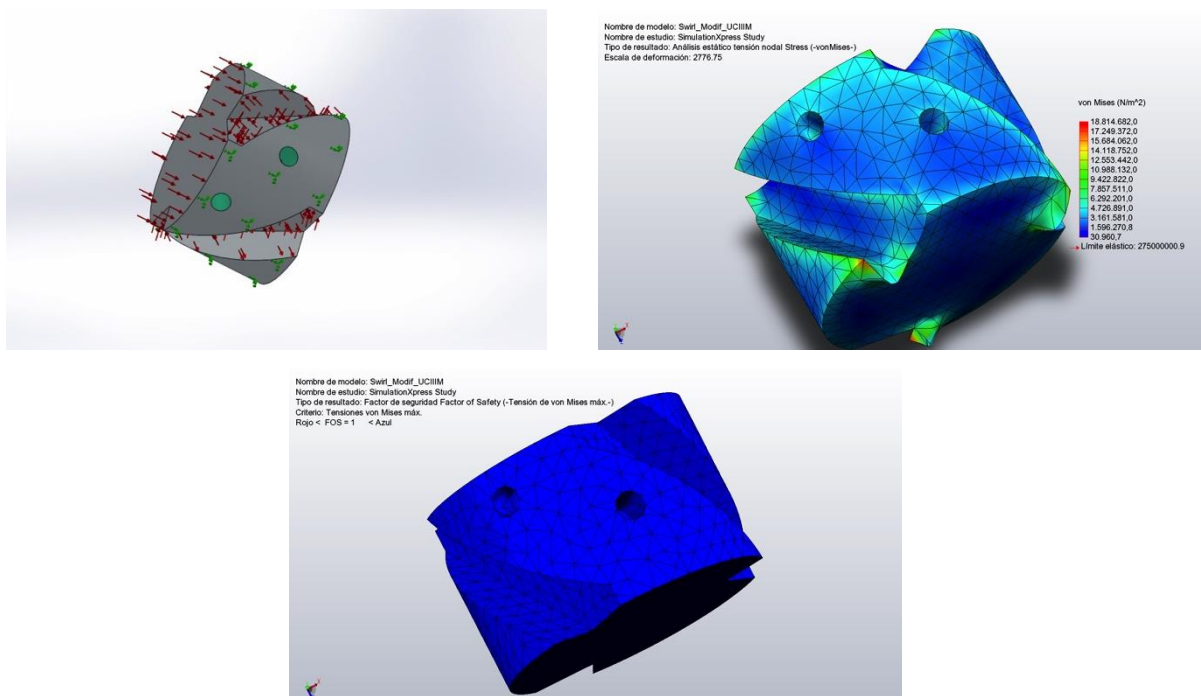 Nombre de modelo: Swirl_Modif_UCIIIM
Nombre de estudio: SimulationXpress Study
Tipo de resultado: Análisis estático tensión nodal Stress (-vonMises-)
Escala de deformación: 2776.75
von Mises (N/m^2)
18.814.682,0
17.249.372,0
15.684.062,0
14.118.752,0
12.553.442,0
10.988.132,0
9.422.822,0
7.857.511,0
6.292.201,0
4.726.891,0
3.161.581,0
1.596.270,8
30.960,7
Límite elástico: 275000000.9
Nombre de modelo: Swirl_Modif_UCIIIM
Nombre de estudio: SimulationXpress Study
Tipo de resultado: Factor de seguridad Factor of Safety (-Tensión de von Mises máx.-)
Criterio: Tensiones von Mises máx.
Rojo < FOS = 1 < Azul